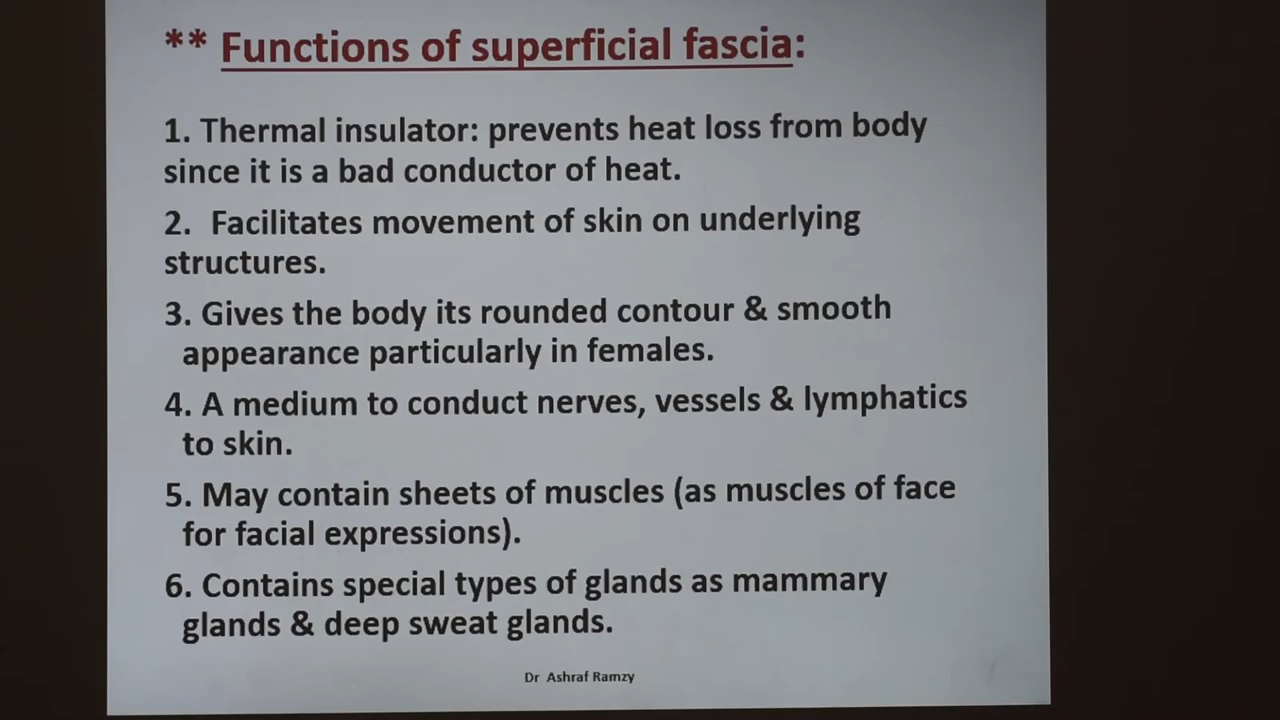 ** Functions of superficial fascia:
1. Thermal insulator: prevents heat loss from body
since it is a bad conductor of heat.
2. Facilitates movement of skin on underlying
structures.
3. Gives the body its rounded contour & smooth
appearance particularly in females.
4. A medium to conduct nerves, vessels & lymphatics
to skin.
5. May contain sheets of muscles (as muscles of face
for facial expressions).
6. Contains special types of glands as mammary
glands & deep sweat glands.
Dr Ashraf Ramzy